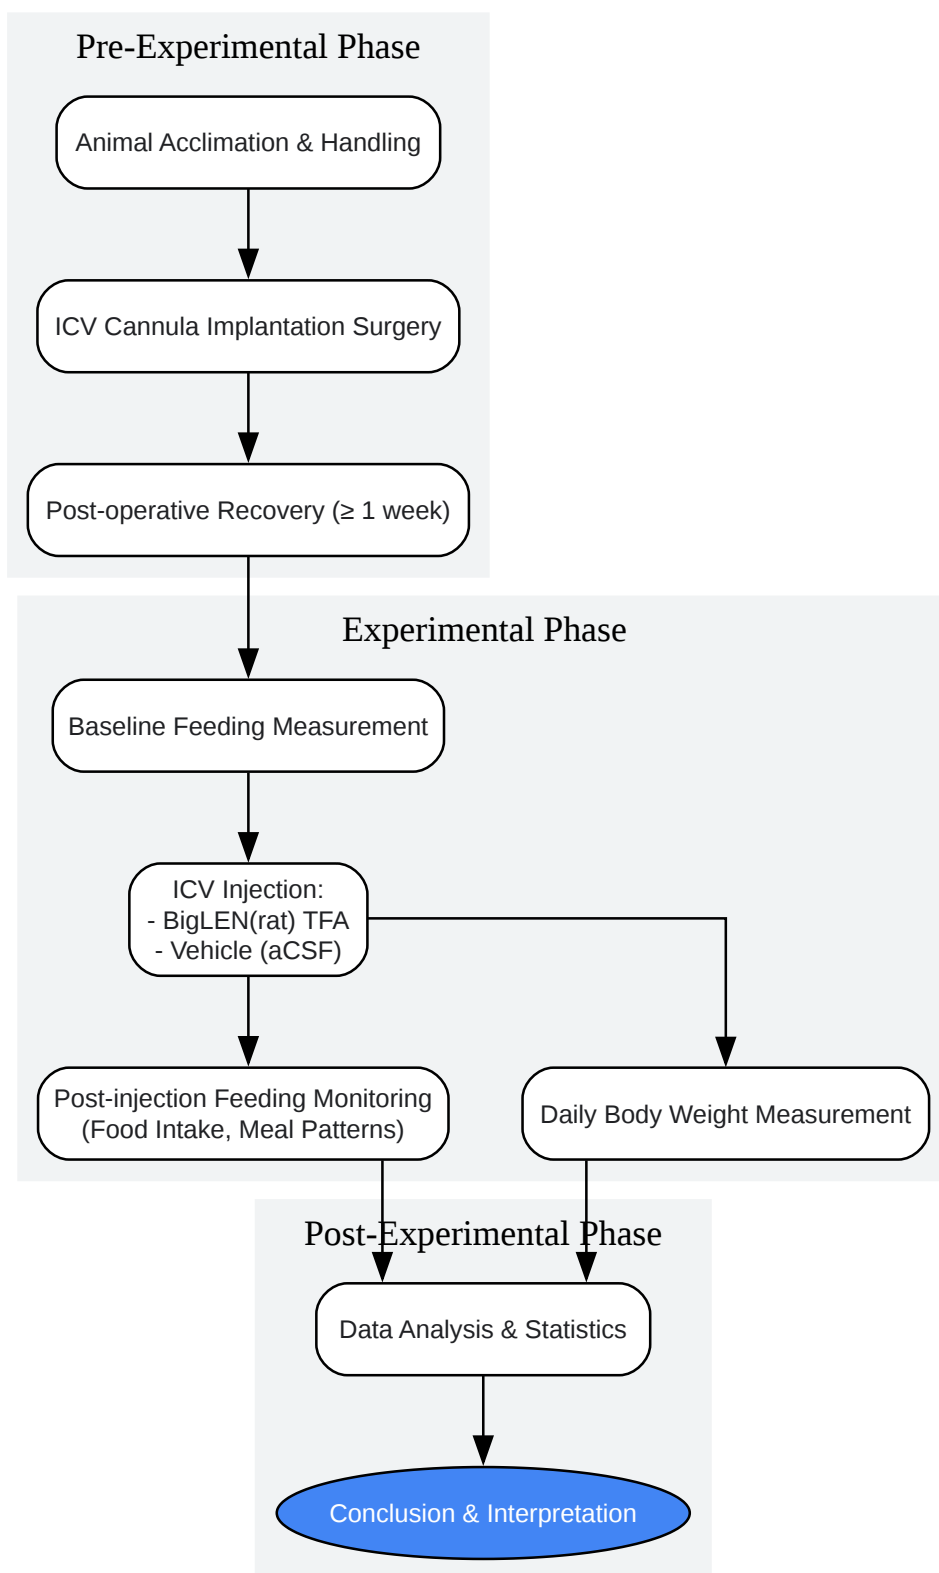 Pre-Experimental Phase
Animal Acclimation & Handling
ICV Cannula Implantation Surgery
Post-operative Recovery (≥ 1 week)
Experimental Phase
Baseline Feeding Measurement
ICV Injection:
- BigLEN(rat) TFA
- Vehicle (aCSF)
Post-injection Feeding Monitoring
(Food Intake, Meal Patterns)
Daily Body Weight Measurement
Post-Experimental Phase
Data Analysis & Statistics
Conclusion & Interpretation